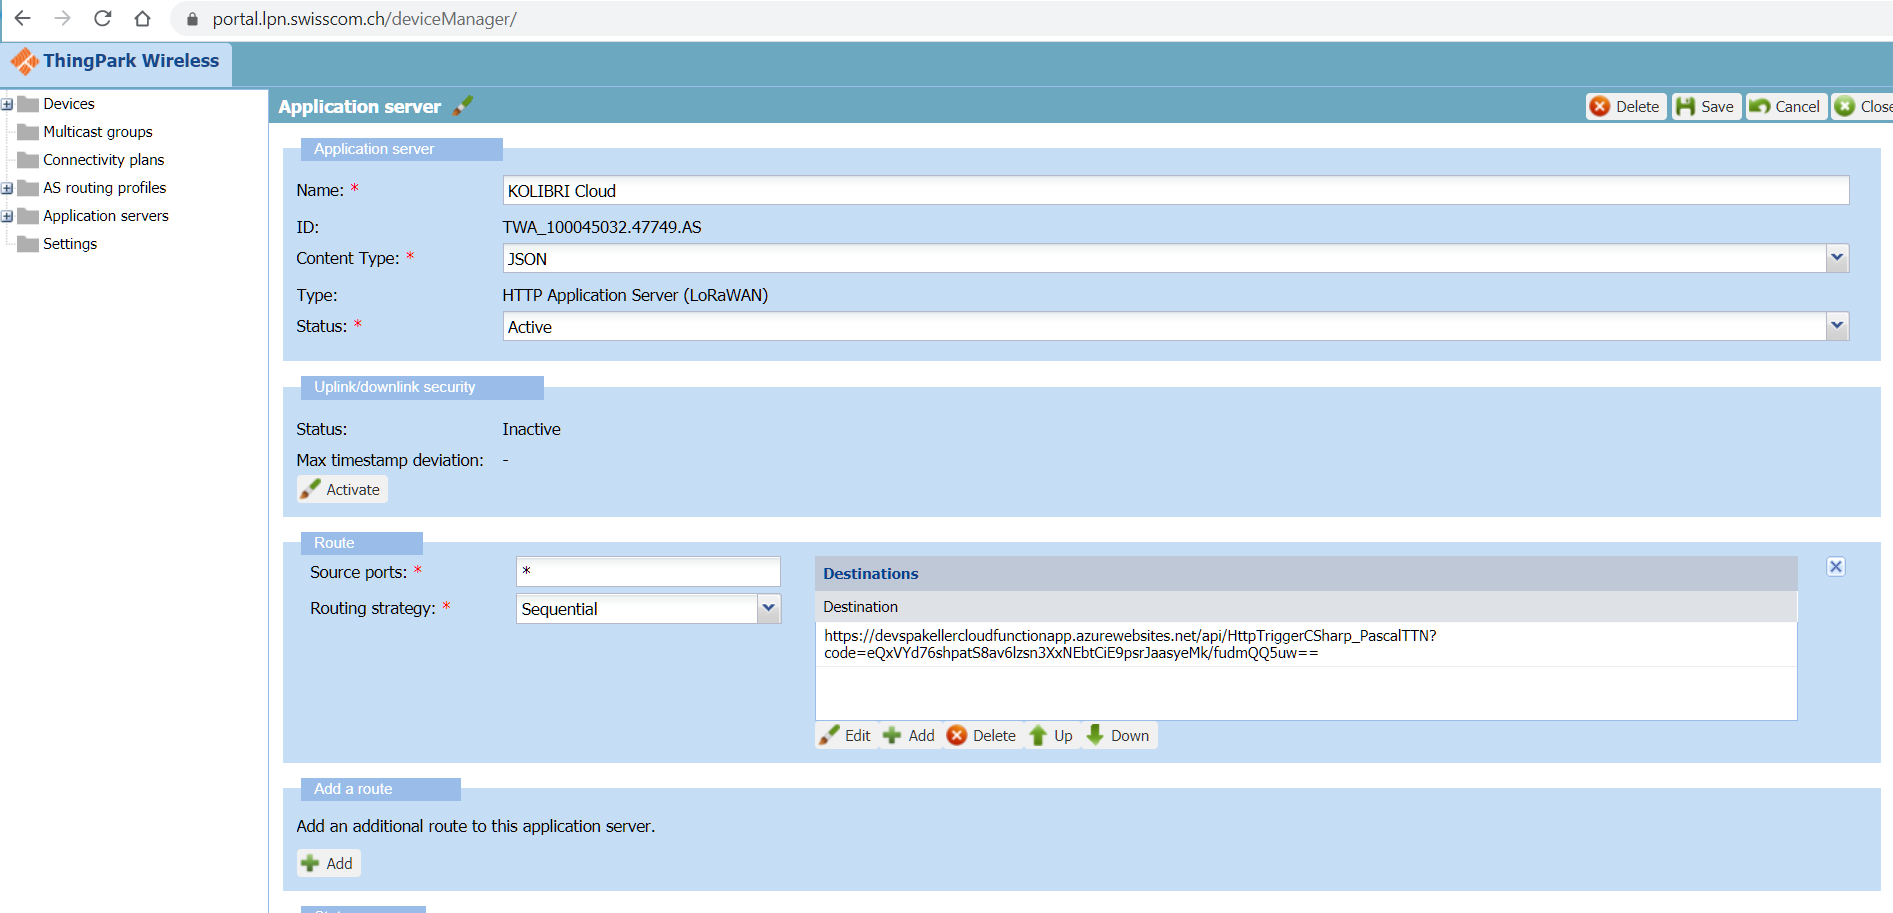 portal.lpn.swisscom.ch/deviceManager/
ThingPark Wireless
Devices
Multicast groups
Connectivity plans
AS routing profiles
Application servers
Settings
Application server
Delete
Save
Cancel
Close
Application server
Name: *
KOLIBRI Cloud
ID:
TWA_100045032.47749.AS
Content Type: *
JSON
Type:
HTTP Application Server (LoRaWAN)
Status: *
Active
Uplink/downlink security
Status:
Inactive
Max timestamp deviation:
-
Activate
Route
Source ports: *
*
Routing strategy: *
Sequential
Destinations
Destination
https://devspakellercloudfunctionapp.azurewebsites.net/api/HttpTriggerCSharp_PascalTTN?
code=eQxVYd76shpatS8av6lzsn3XxNEbtCiE9psrJaasyeMk/fudmQQ5uw==
Edit
Add
Delete
Up
Down
Add a route
Add an additional route to this application server.
Add